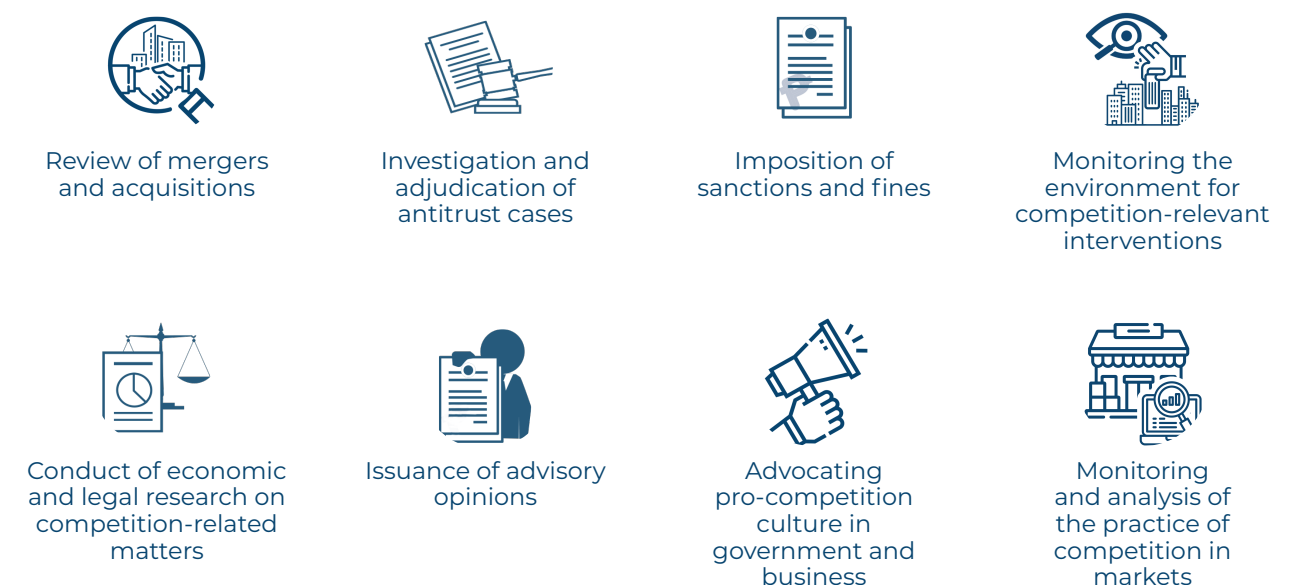 Review of mergers
and acquisitions
Investigation and
adjudication of
antitrust cases
Imposition of
sanctions and fines
Monitoring the
environment for
competition-relevant
interventions
Conduct of economic
and legal research on
competition-related
matters
Issuance of advisory
opinions
Advocating
pro-competition
culture in
government and
business
Monitoring
and analysis of
the practice of
competition in
markets